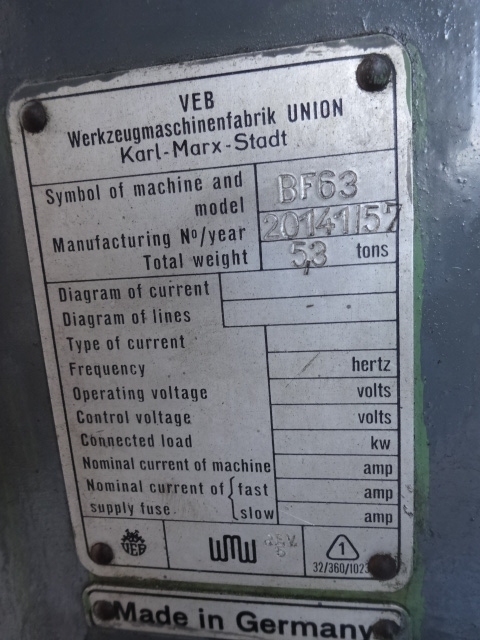 VEB
Werkzeugmaschinenfabrik UNION
Karl-Marx-Stadt
Symbol of machine and model BF63
Manufacturing No/year 20141/57
Total weight 5,3 tons
Diagram of current
Diagram of lines
Type of current
Frequency hertz
Operating voltage volts
Control voltage volts
Connected load kw
Nominal current of machine amp
Nominal current of supply fuse. fast amp
slow amp
VEB
WMW
1
32/360/1023
Made in Germany